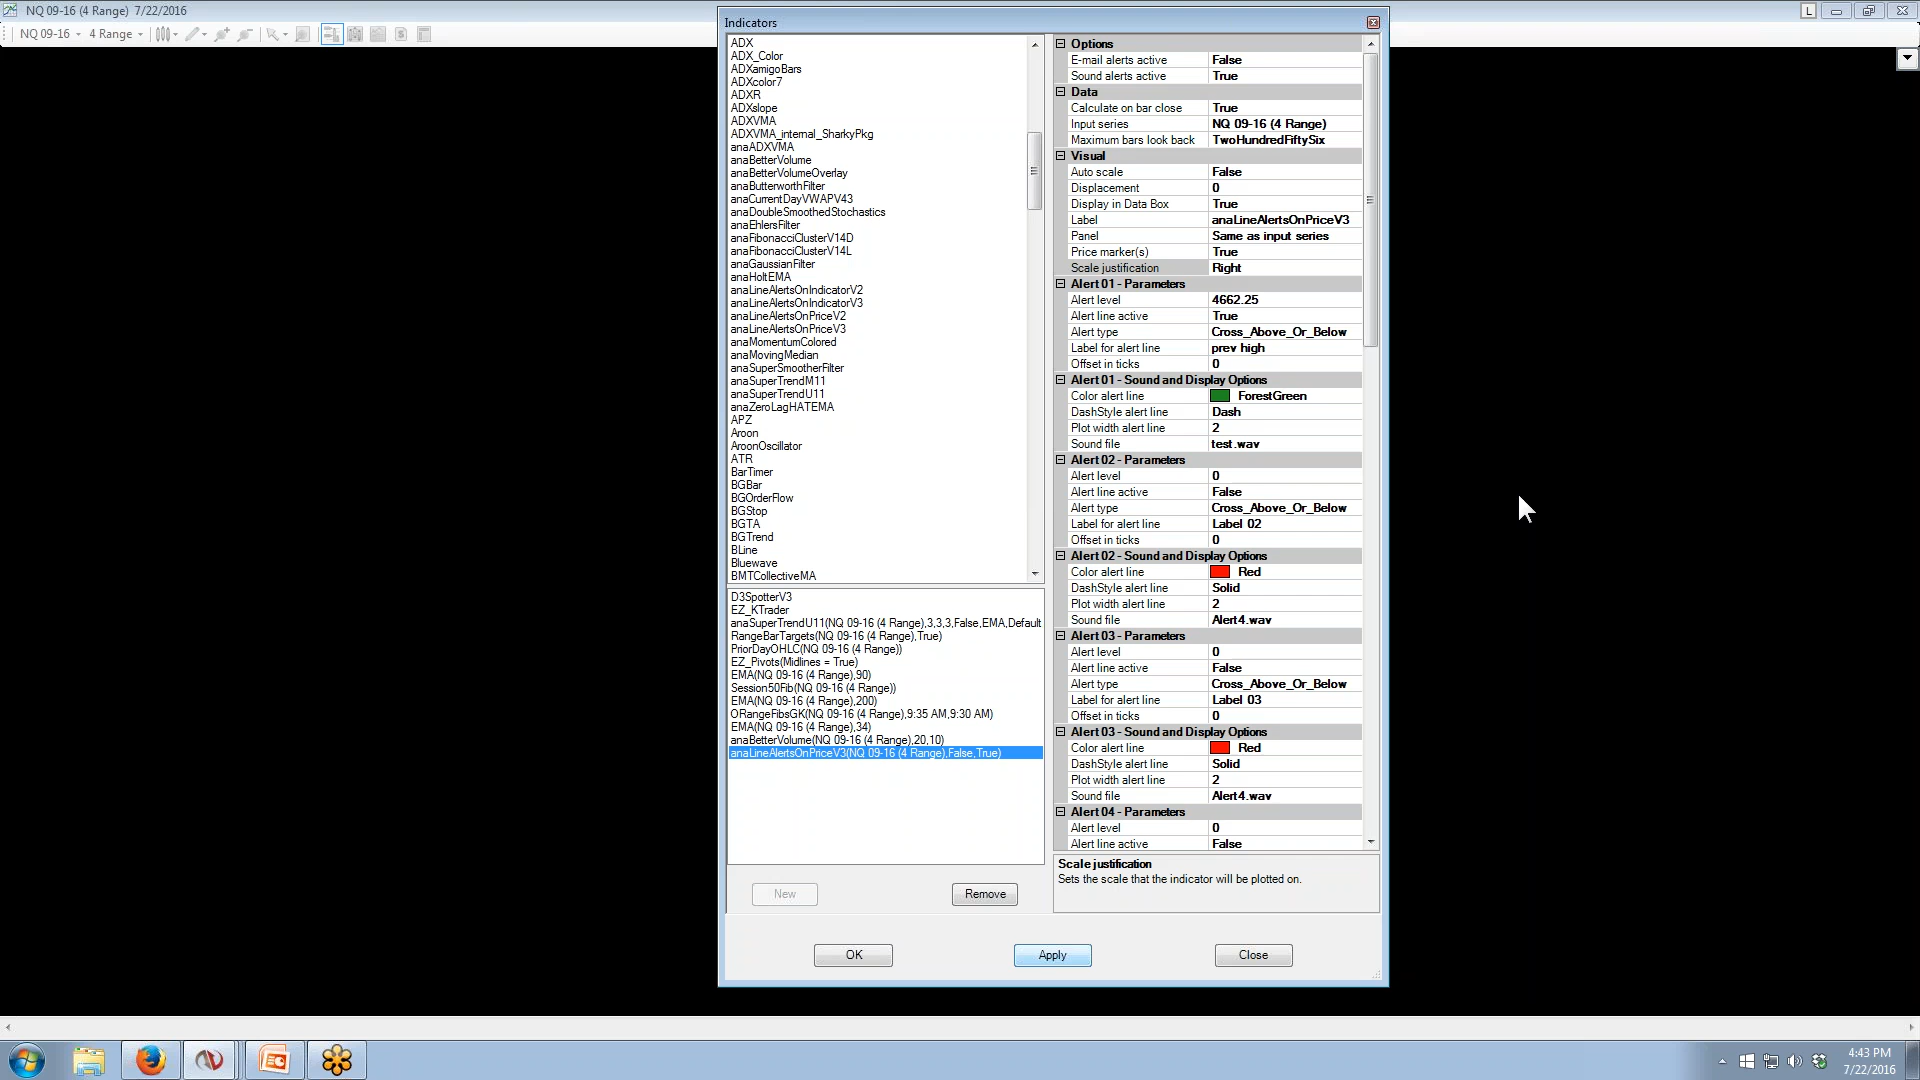 NQ 09-16 (4 Range)  7/22/2016
L
NQ 09-16
4 Range
Indicators
ADX
ADX_Color
ADXamigoBars
ADXcolor7
ADXR
ADXslope
ADXVMA
ADXVMA_internal_SharkyPkg
anaADXVMA
anaBetterVolume
anaBetterVolumeOverlay
anaButterworthFilter
anaCurrentDayVWAPV43
anaDoubleSmoothedStochastics
anaEhlersFilter
anaFibonacciClusterV14D
anaFibonacciClusterV14L
anaGaussianFilter
anaHoltEMA
anaLineAlertsOnIndicatorV2
anaLineAlertsOnIndicatorV3
anaLineAlertsOnPriceV2
anaLineAlertsOnPriceV3
anaMomentumColored
anaMovingMedian
anaSuperSmootherFilter
anaSuperTrendM11
anaSuperTrendU11
anaZeroLagHATEMA
APZ
Aroon
AroonOscillator
ATR
BarTimer
BGBar
BGOrderFlow
BGStop
BGTA
BGTrend
BLine
Bluewave
BMTCollectiveMA
D3SpotterV3
EZ_KTrader
anaSuperTrendU11(NQ 09-16 (4 Range),3,3,3,False,EMA,Default
RangeBarTargets(NQ 09-16 (4 Range),True)
PriorDayOHLC(NQ 09-16 (4 Range))
EZ_Pivots(Midlines = True)
EMA(NQ 09-16 (4 Range),90)
Session50Fib(NQ 09-16 (4 Range))
EMA(NQ 09-16 (4 Range),200)
ORangeFibsGK(NQ 09-16 (4 Range),9:35 AM,9:30 AM)
EMA(NQ 09-16 (4 Range),34)
anaBetterVolume(NQ 09-16 (4 Range),20,10)
anaLineAlertsOnPriceV3(NQ 09-16 (4 Range),False,True)
New
Remove
Options
E-mail alerts active False
Sound alerts active True
Data
Calculate on bar close True
Input series NQ 09-16 (4 Range)
Maximum bars look back TwoHundredFiftySix
Visual
Auto scale False
Displacement 0
Display in Data Box True
Label anaLineAlertsOnPriceV3
Panel Same as input series
Price marker(s) True
Scale justification Right
Alert 01 - Parameters
Alert level 4662.25
Alert line active True
Alert type Cross_Above_Or_Below
Label for alert line prev high
Offset in ticks 0
Alert 01 - Sound and Display Options
Color alert line ForestGreen
DashStyle alert line Dash
Plot width alert line 2
Sound file test.wav
Alert 02 - Parameters
Alert level 0
Alert line active False
Alert type Cross_Above_Or_Below
Label for alert line Label 02
Offset in ticks 0
Alert 02 - Sound and Display Options
Color alert line Red
DashStyle alert line Solid
Plot width alert line 2
Sound file Alert4.wav
Alert 03 - Parameters
Alert level 0
Alert line active False
Alert type Cross_Above_Or_Below
Label for alert line Label 03
Offset in ticks 0
Alert 03 - Sound and Display Options
Color alert line Red
DashStyle alert line Solid
Plot width alert line 2
Sound file Alert4.wav
Alert 04 - Parameters
Alert level 0
Alert line active False
Scale justification
Sets the scale that the indicator will be plotted on.
OK
Apply
Close
4:43 PM
7/22/2016